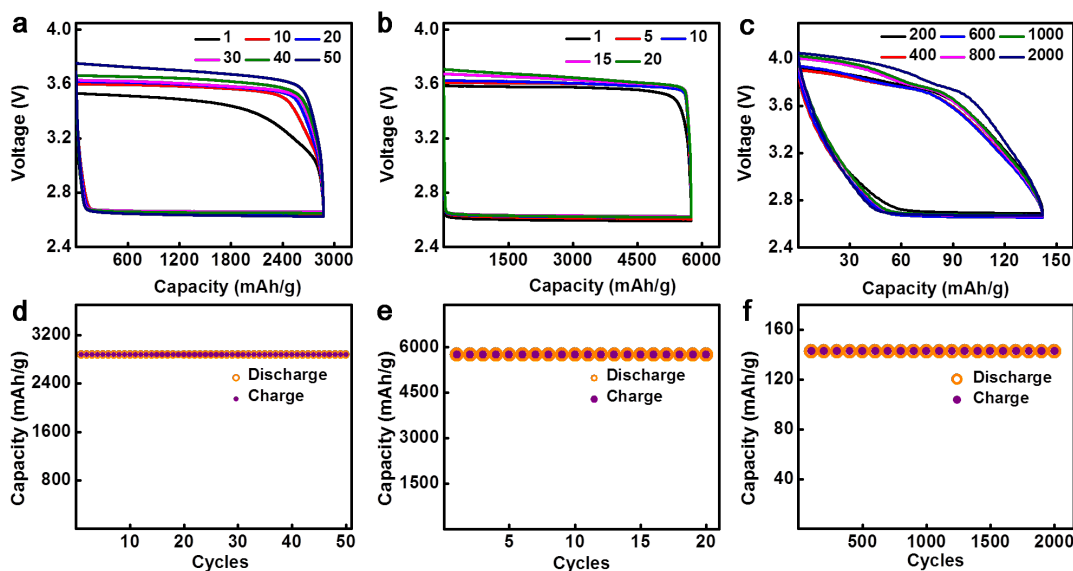 a
1 10 20
30 40 50
4.0
3.6
3.2
2.8
2.4
Voltage (V)
600 1200 1800 2400 3000
Capacity (mAh/g)
b
1 5 10
15 20
4.0
3.6
3.2
2.8
2.4
Voltage (V)
1500 3000 4500 6000
Capacity (mAh/g)
c
200 600 1000
400 800 2000
4.0
3.6
3.2
2.8
2.4
Voltage (V)
30 60 90 120 150
Capacity (mAh/g)
d
3200
2400
1600
800
Capacity (mAh/g)
Discharge
Charge
10 20 30 40 50
Cycles
e
6000
4500
3000
1500
Capacity (mAh/g)
Discharge
Charge
5 10 15 20
Cycles
f
160
120
80
40
Capacity (mAh/g)
Discharge
Charge
500 1000 1500 2000
Cycles